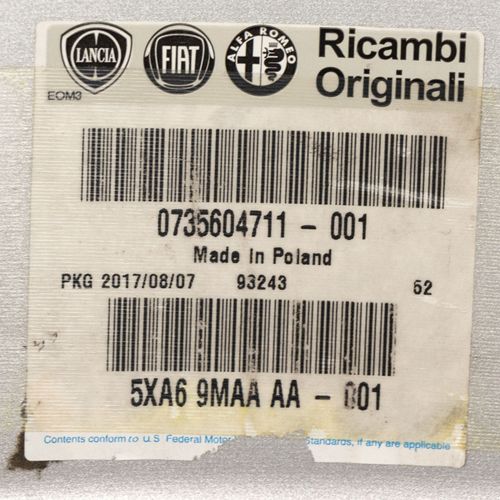 LANCIA FIAT ALFA ROMEO Ricambi
Originali
EOM3
0735604711 - 001
Made in Poland
PKG 2017/08/07 93243 52
5XA6 9MAA AA - 001
Contents conform to U.S Federal Motor Standards, if any are applicable